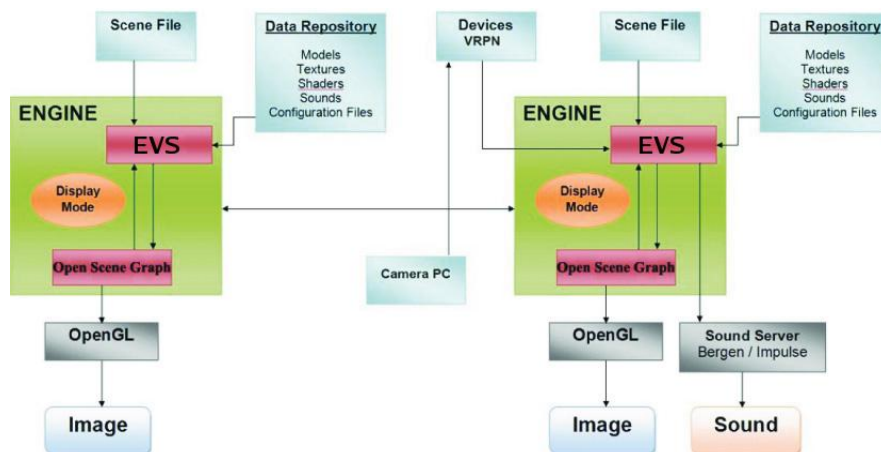 Scene File
Data Repository
Models
Textures
Shaders
Sounds
Configuration Files
ENGINE
EVS
Display
Mode
Open Scene Graph
OpenGL
Image
Devices
VRPN
Camera PC
Scene File
Data Repository
Models
Textures
Shaders
Sounds
Configuration Files
ENGINE
EVS
Display
Mode
Open Scene Graph
OpenGL
Image
Sound Server
Bergen / Impulse
Sound